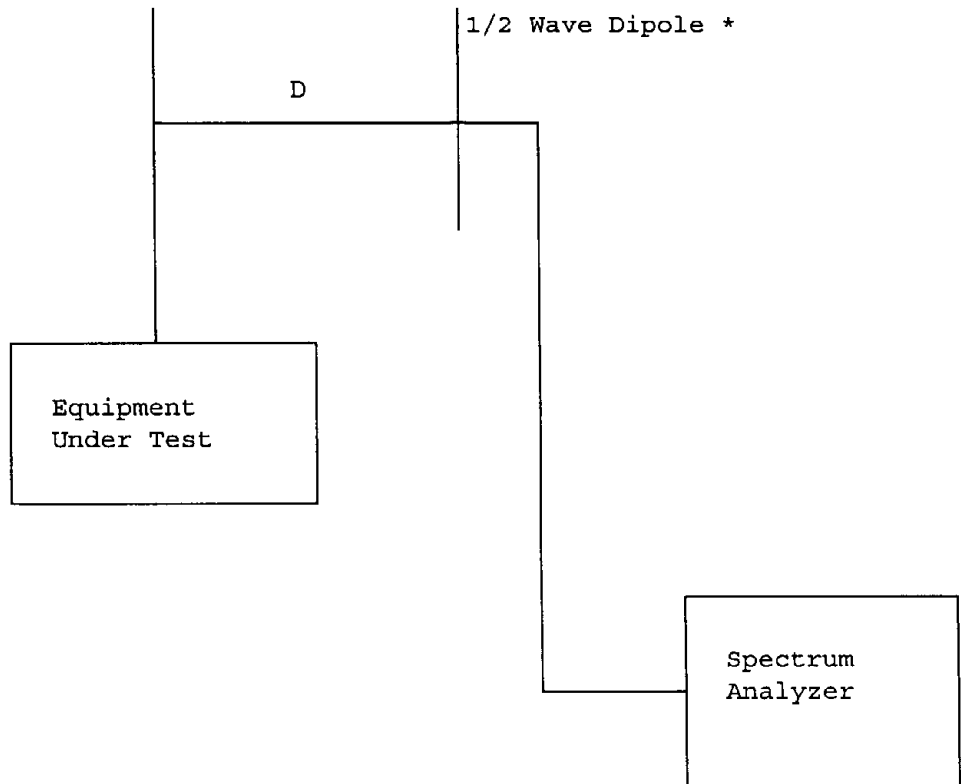 1/2 Wave Dipole *
D
Equipment
Under Test
Spectrum
Analyzer